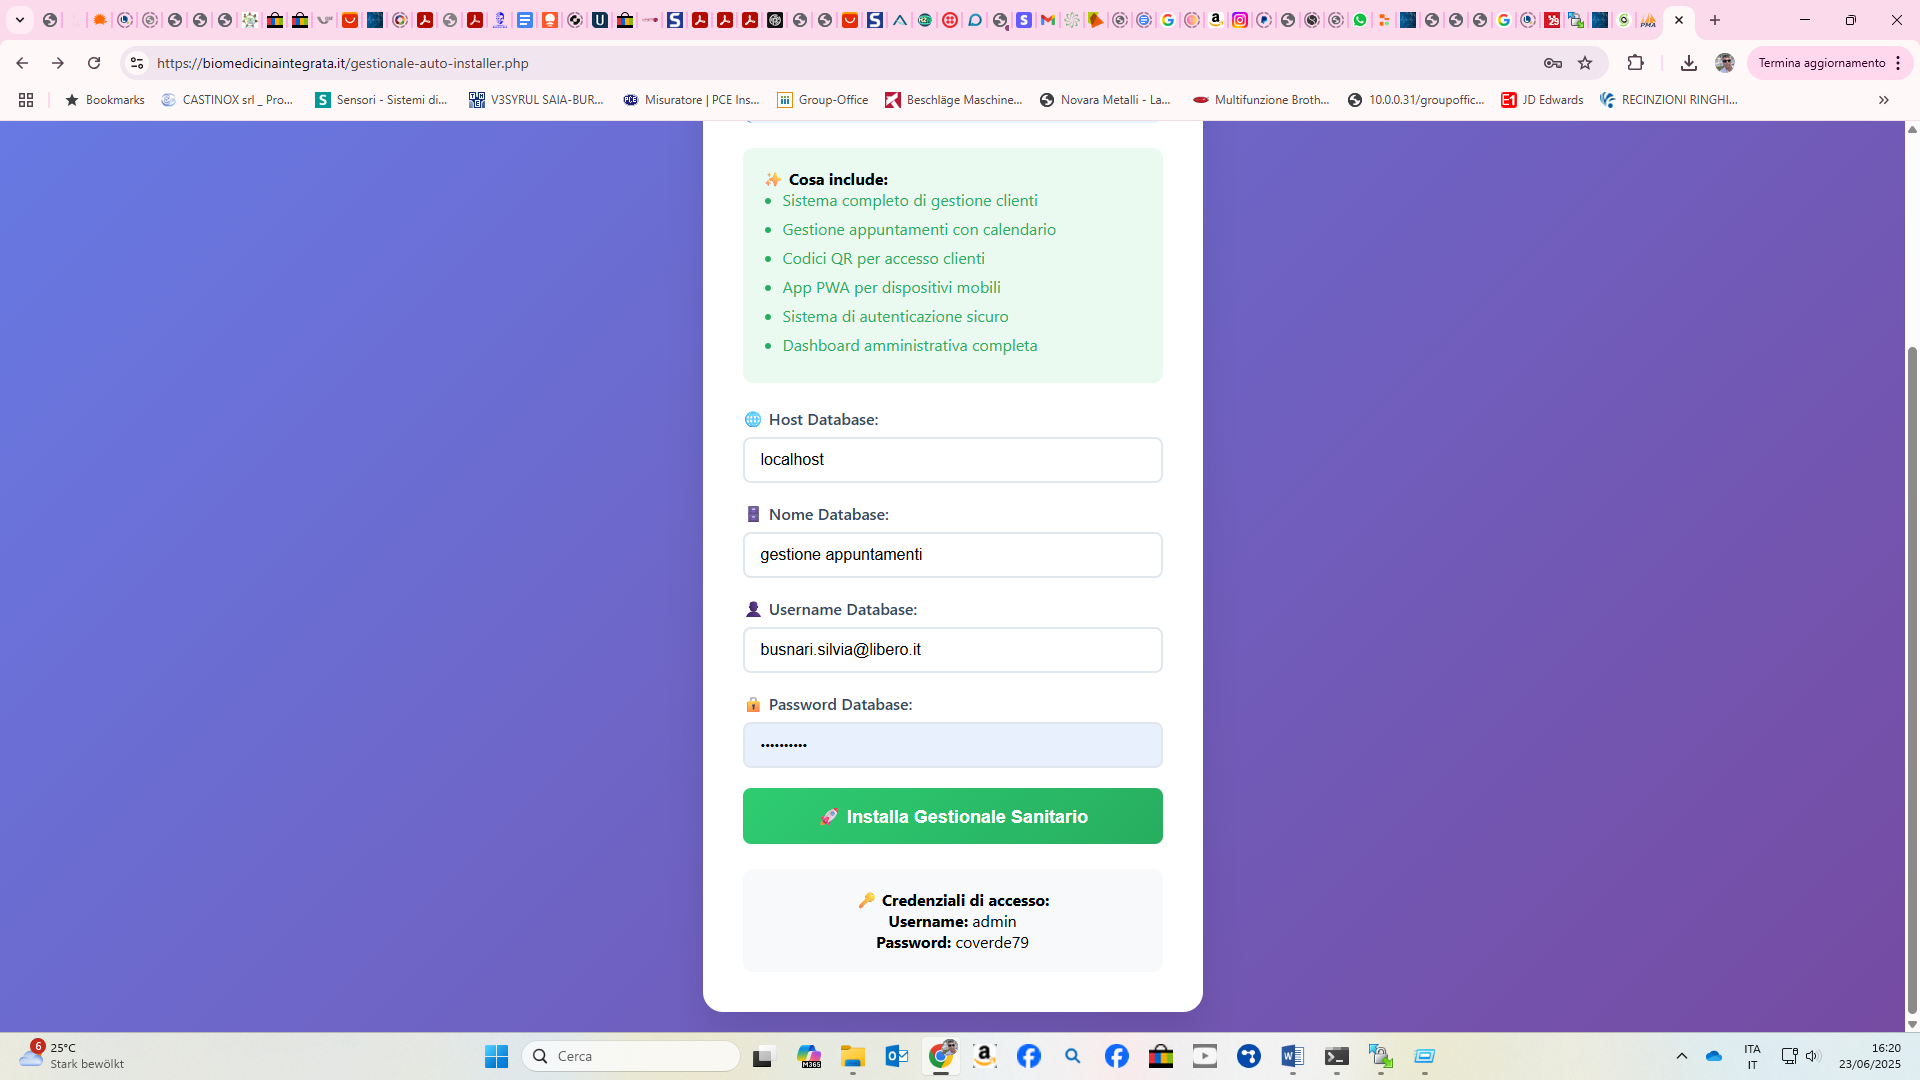 https://biomedicinaintegrata.it/gestionale-auto-installer.php
Termina aggiornamento
Bookmarks
CASTINOX srl _ Pro...
Sensori - Sistemi di...
V3SYRUL SAIA-BUR...
Misuratore | PCE Ins...
Group-Office
Beschläge Maschine...
Novara Metalli - La...
Multifunzione Broth...
10.0.0.31/groupoffic...
JD Edwards
RECINZIONI RINGHI...
✨ Cosa include:
• Sistema completo di gestione clienti
• Gestione appuntamenti con calendario
• Codici QR per accesso clienti
• App PWA per dispositivi mobili
• Sistema di autenticazione sicuro
• Dashboard amministrativa completa
🌐 Host Database:
localhost
🗄️ Nome Database:
gestione appuntamenti
👤 Username Database:
busnari.silvia@libero.it
🔒 Password Database:
••••••••••
🚀 Installa Gestionale Sanitario
🔑 Credenziali di accesso:
Username: admin
Password: coverde79
6
25°C
Stark bewölkt
Cerca
M365
ITA
IT
16:20
23/06/2025